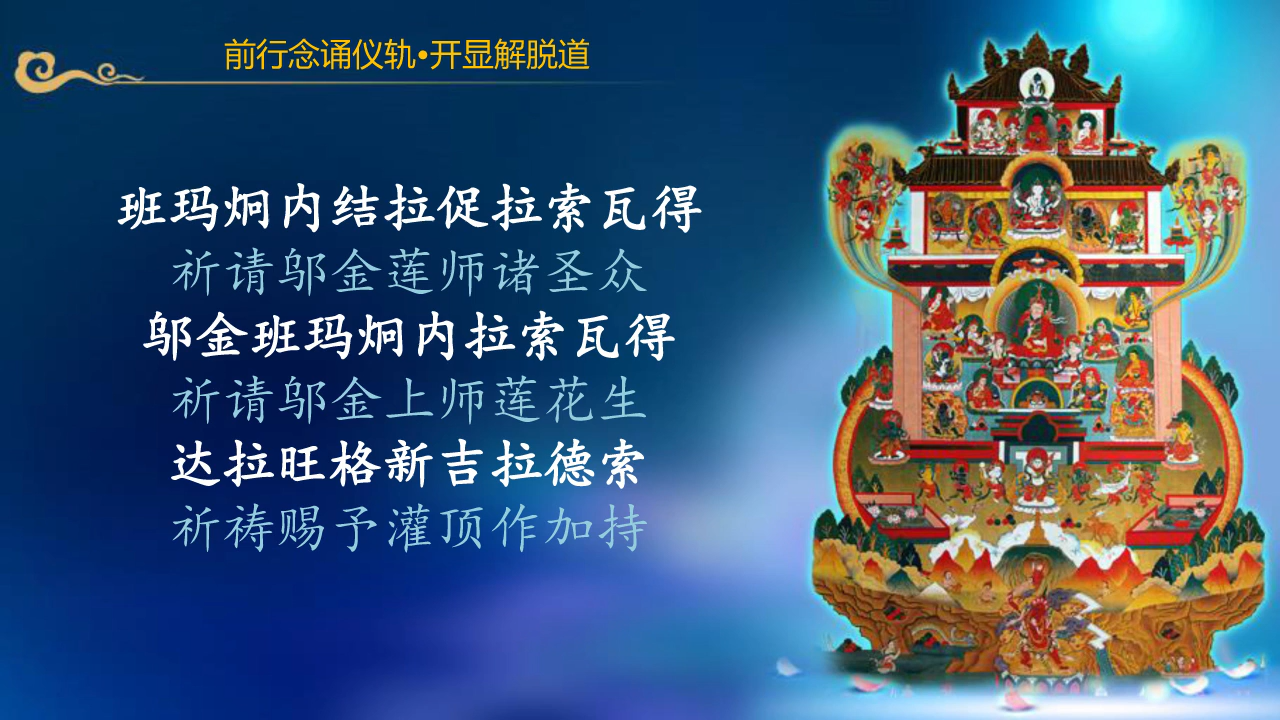 前行念诵仪轨•开显解脱道
班玛炯内结拉促拉索瓦得
祈请邬金莲师诸圣众
邬金班玛炯内拉索瓦得
祈请邬金上师莲花生
达拉旺格新吉拉德索
祈祷赐予灌顶作加持